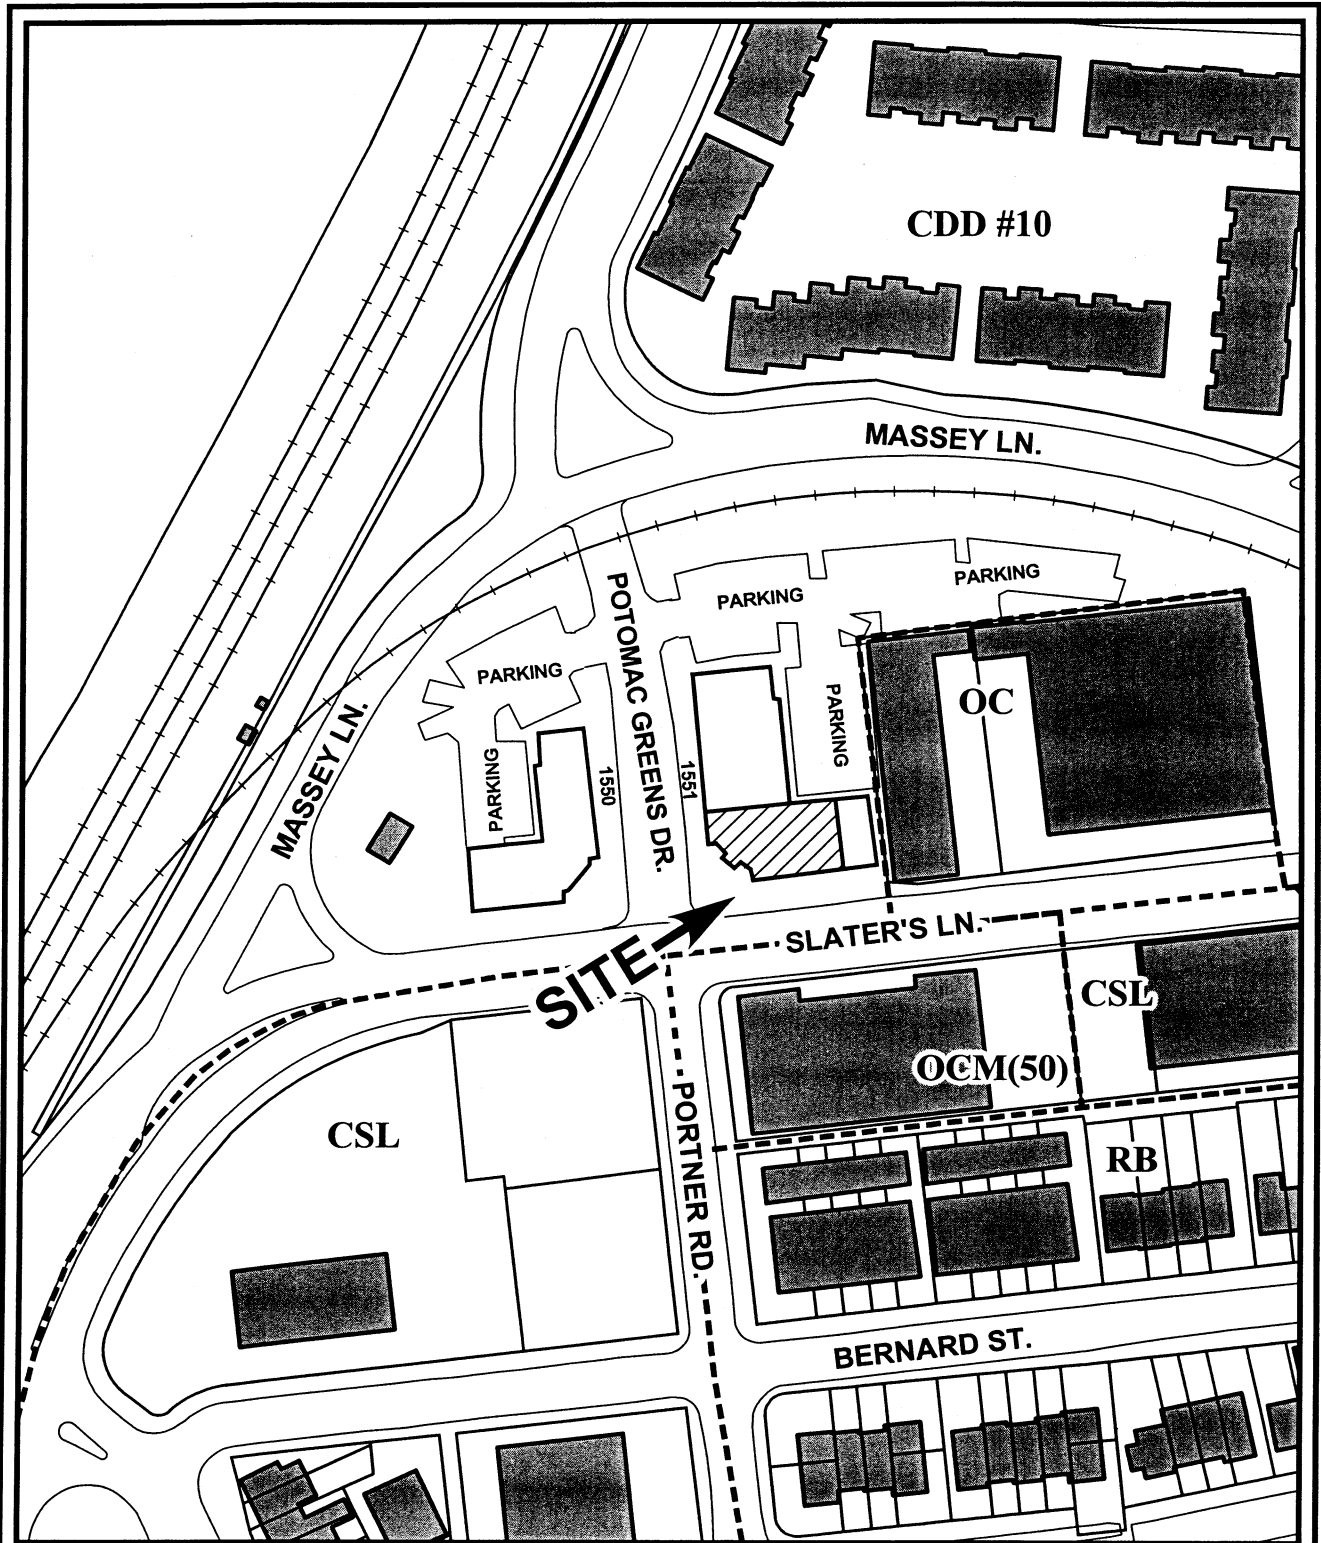 CDD #10
MASSEY LN.
PARKING
PARKING
POTOMAC GREENS DR.
PARKING
PARKING
OC
MASSEY LN.
PARKING
1550
1551
SLATER'S LN.
SITE
CSL
OCM(50)
CSL
PORTNER RD.
RB
BERNARD ST.